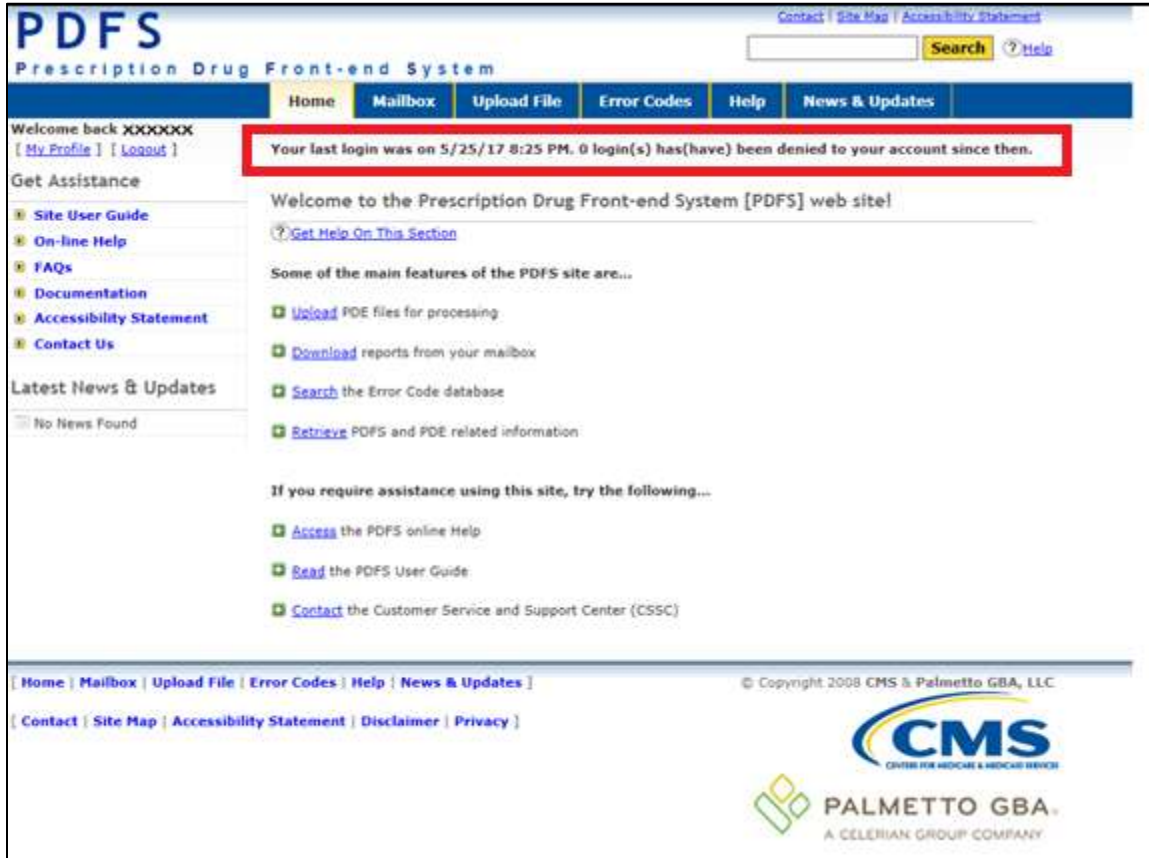 PDFS
Prescription Drug Front-end System
Contact | Site Map | Accessibility Statement
Search ? Help
Home Mailbox Upload File Error Codes Help News & Updates
Welcome back XXXXXX
[ My Profile ] [ Logout ]
Get Assistance
Site User Guide
On-line Help
FAQs
Documentation
Accessibility Statement
Contact Us
Latest News & Updates
No News Found
Your last login was on 5/25/17 8:25 PM. 0 login(s) has(have) been denied to your account since then.
Welcome to the Prescription Drug Front-end System [PDFS] web site!
? Get Help On This Section
Some of the main features of the PDFS site are...
Upload PDE files for processing
Download reports from your mailbox
Search the Error Code database
Retrieve PDFS and PDE related information
If you require assistance using this site, try the following...
Access the PDFS online Help
Read the PDFS User Guide
Contact the Customer Service and Support Center (CSSC)
[ Home | Mailbox | Upload File | Error Codes | Help | News & Updates ]
[ Contact | Site Map | Accessibility Statement | Disclaimer | Privacy ]
© Copyright 2008 CMS & Palmetto GBA, LLC
CMS
CENTERS FOR MEDICARE & MEDICAID SERVICES
PALMETTO GBA.
A CELERIAN GROUP COMPANY